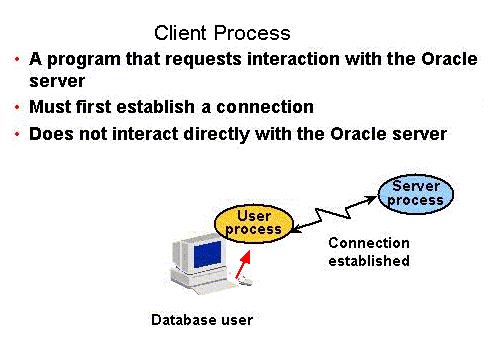 Client Process
• A program that requests interaction with the Oracle
server
• Must first establish a connection
• Does not interact directly with the Oracle server
Server
process
User
process
Connection
established
Database user